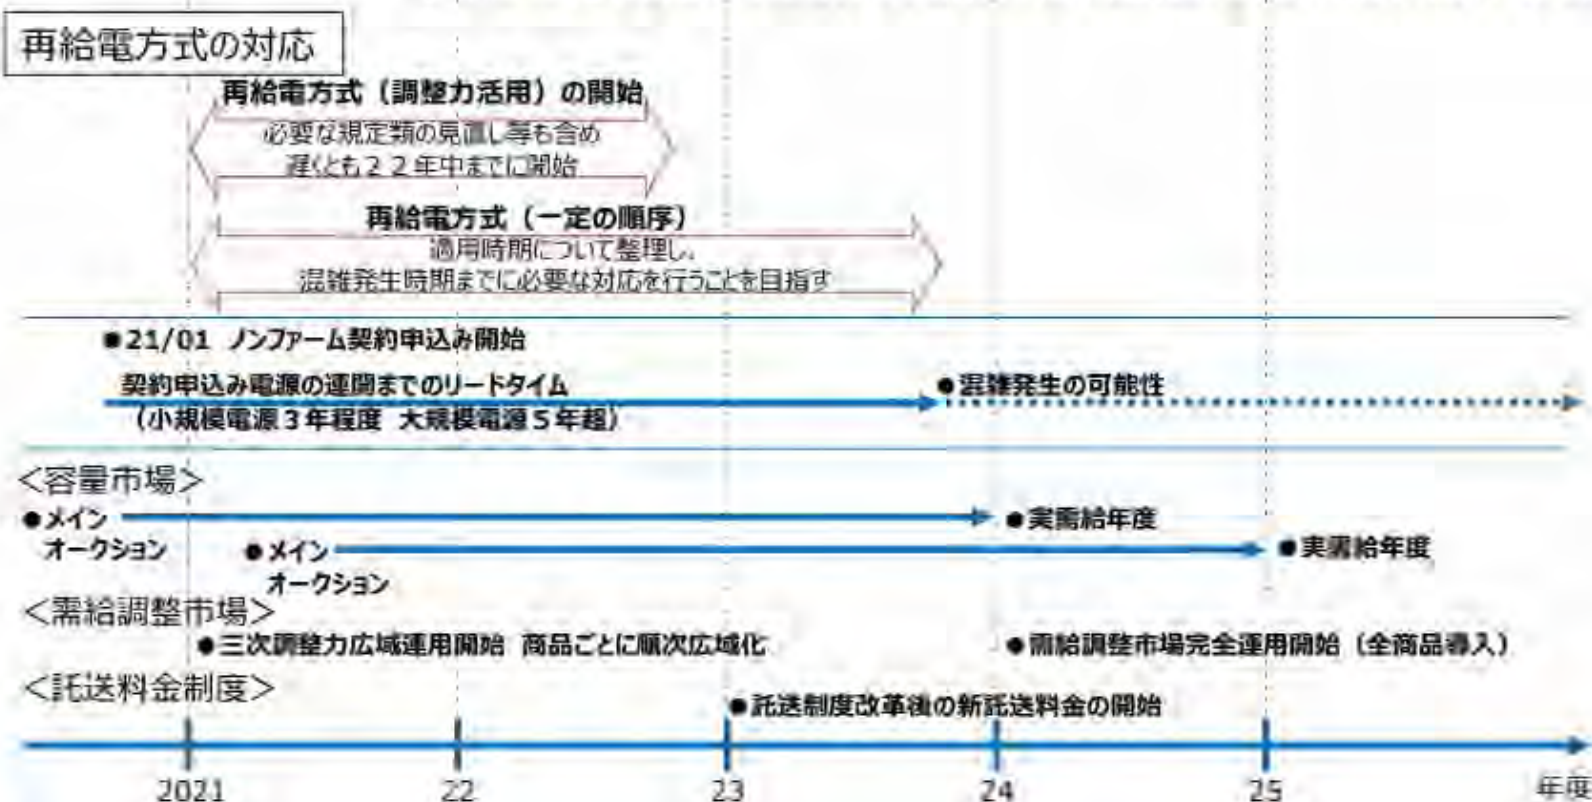 再給電方式の対応
再給電方式（調整力活用）の開始
必要な規定類の見直し等も含め
遅くとも２２年中までに開始
再給電方式（一定の順序）
適用時期について整理し、
混雑発生時期までに必要な対応を行うことを目指す
●21/01 ノンファーム契約申込み開始
契約申込み電源の連開までのリードタイム
（小規模電源３年程度 大規模電源５年超）
●混雑発生の可能性
＜容量市場＞
●メイン
オークション
●実需給年度
●メイン
オークション
●実需給年度
＜需給調整市場＞
●三次調整力広域運用開始 商品ごとに順次広域化
●需給調整市場完全運用開始（全商品導入）
＜託送料金制度＞
●託送制度改革後の新託送料金の開始
2021 22 23 24 25 年度